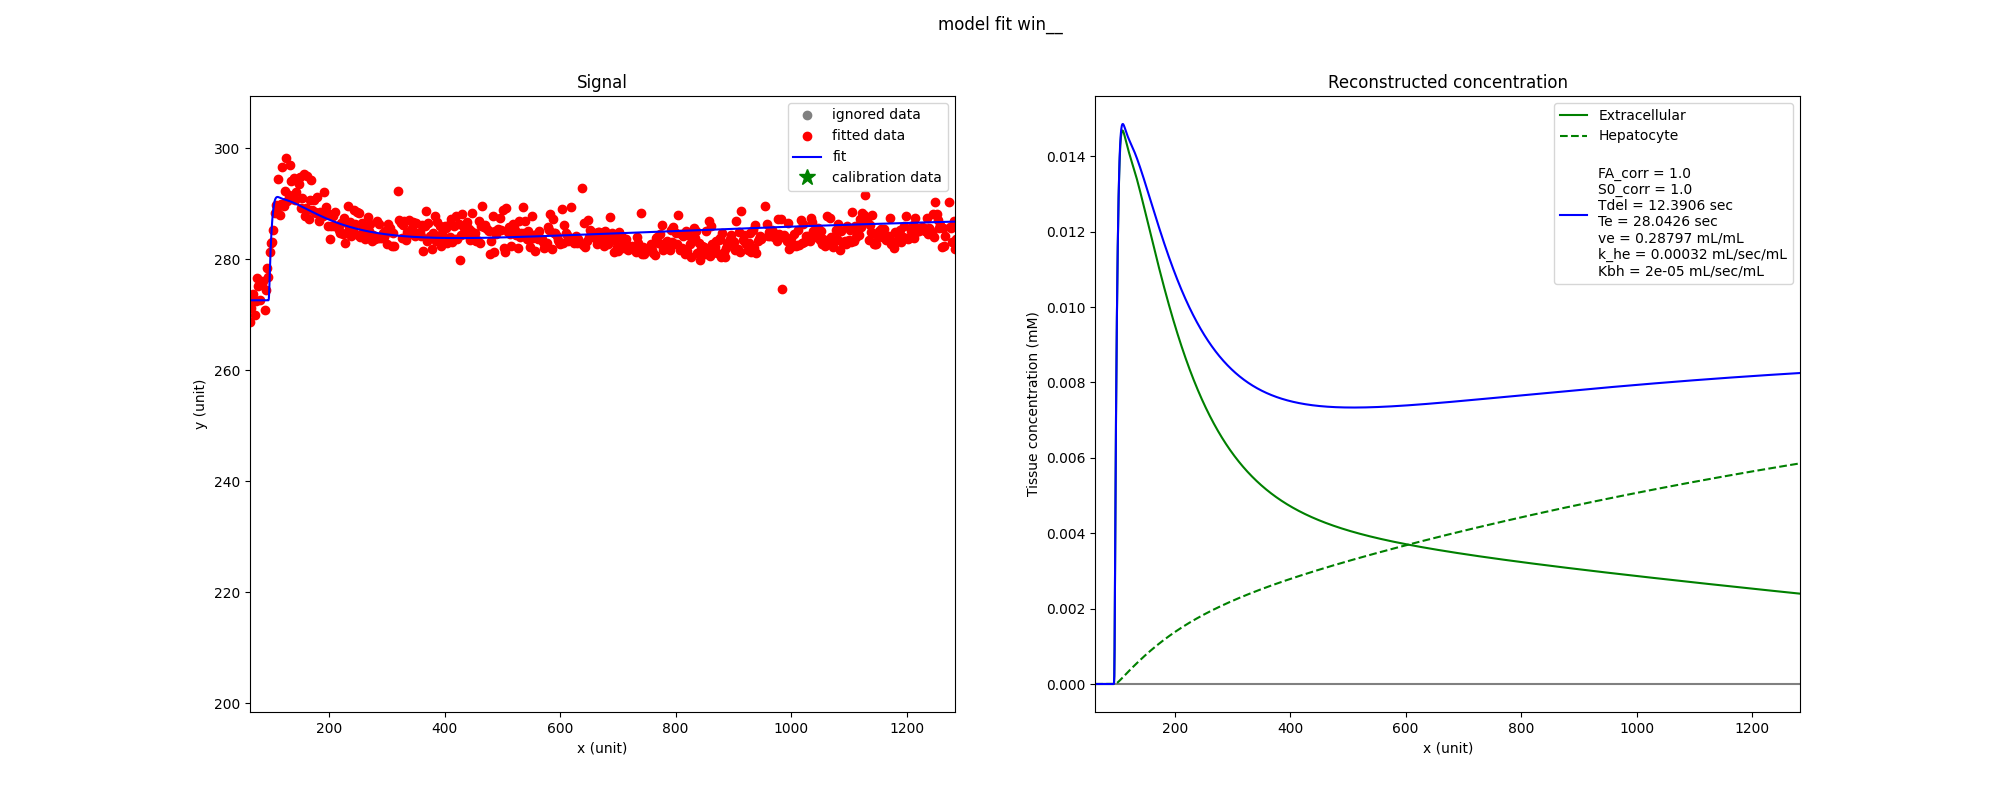 model fit win__
Signal
ignored data
fitted data
fit
calibration data
y (unit)
300
280
260
240
220
200
200 400 600 800 1000 1200
x (unit)
Reconstructed concentration
Extracellular
Hepatocyte
FA_corr = 1.0
S0_corr = 1.0
Tdel = 12.3906 sec
Te = 28.0426 sec
ve = 0.28797 mL/mL
k_he = 0.00032 mL/sec/mL
Kbh = 2e-05 mL/sec/mL
Tissue concentration (mM)
0.014
0.012
0.010
0.008
0.006
0.004
0.002
0.000
200 400 600 800 1000 1200
x (unit)